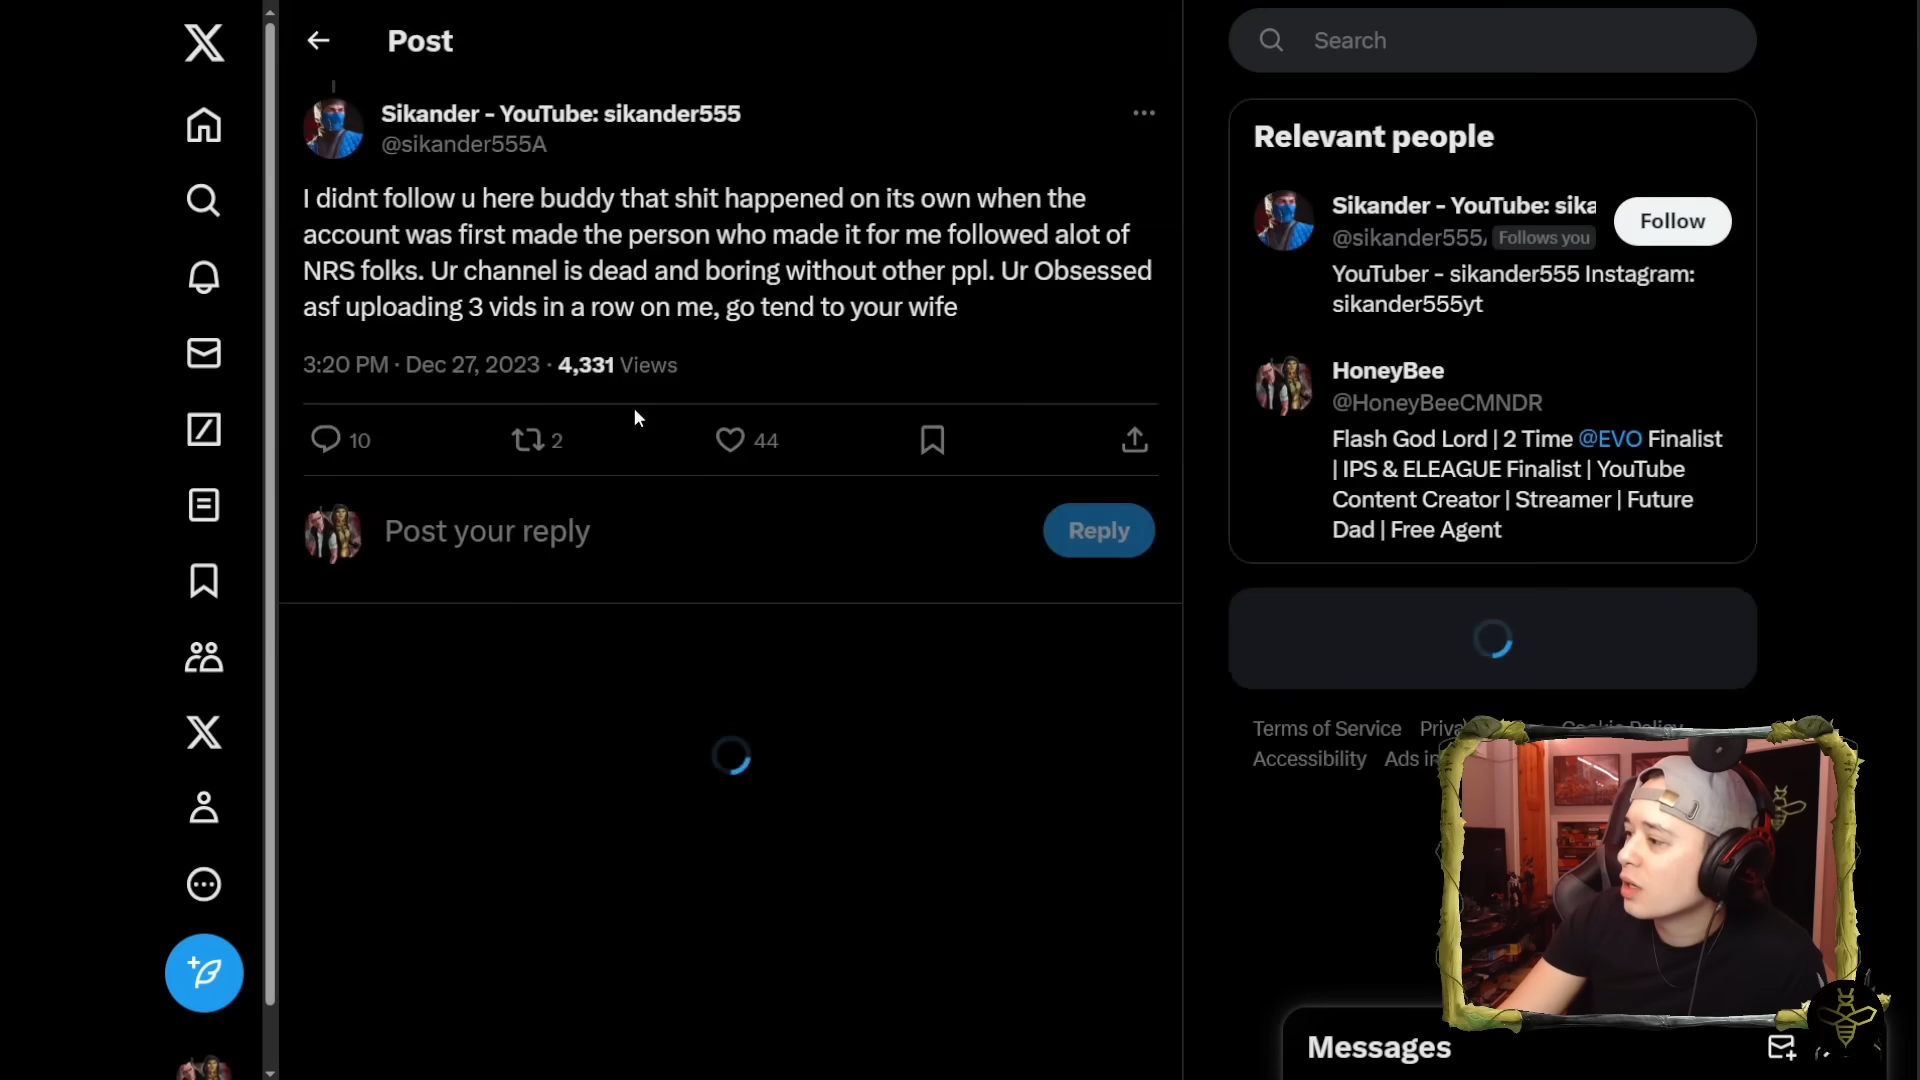 Post
Sikander - YouTube: sikander555
@sikander555A
I didnt follow u here buddy that shit happened on its own when the
account was first made the person who made it for me followed alot of
NRS folks. Ur channel is dead and boring without other ppl. Ur Obsessed
asf uploading 3 vids in a row on me, go tend to your wife
3:20 PM · Dec 27, 2023 · 4,331 Views
10
2
44
Post your reply
Reply
Search
Relevant people
Sikander - YouTube: sika
@sikander555
Follows you
Follow
YouTuber - sikander555 Instagram:
sikander555yt
HoneyBee
@HoneyBeeCMNDR
Flash God Lord | 2 Time @EVO Finalist
| IPS & ELEAGUE Finalist | YouTube
Content Creator | Streamer | Future
Dad | Free Agent
Terms of Service
Accessibility Ads
Messages